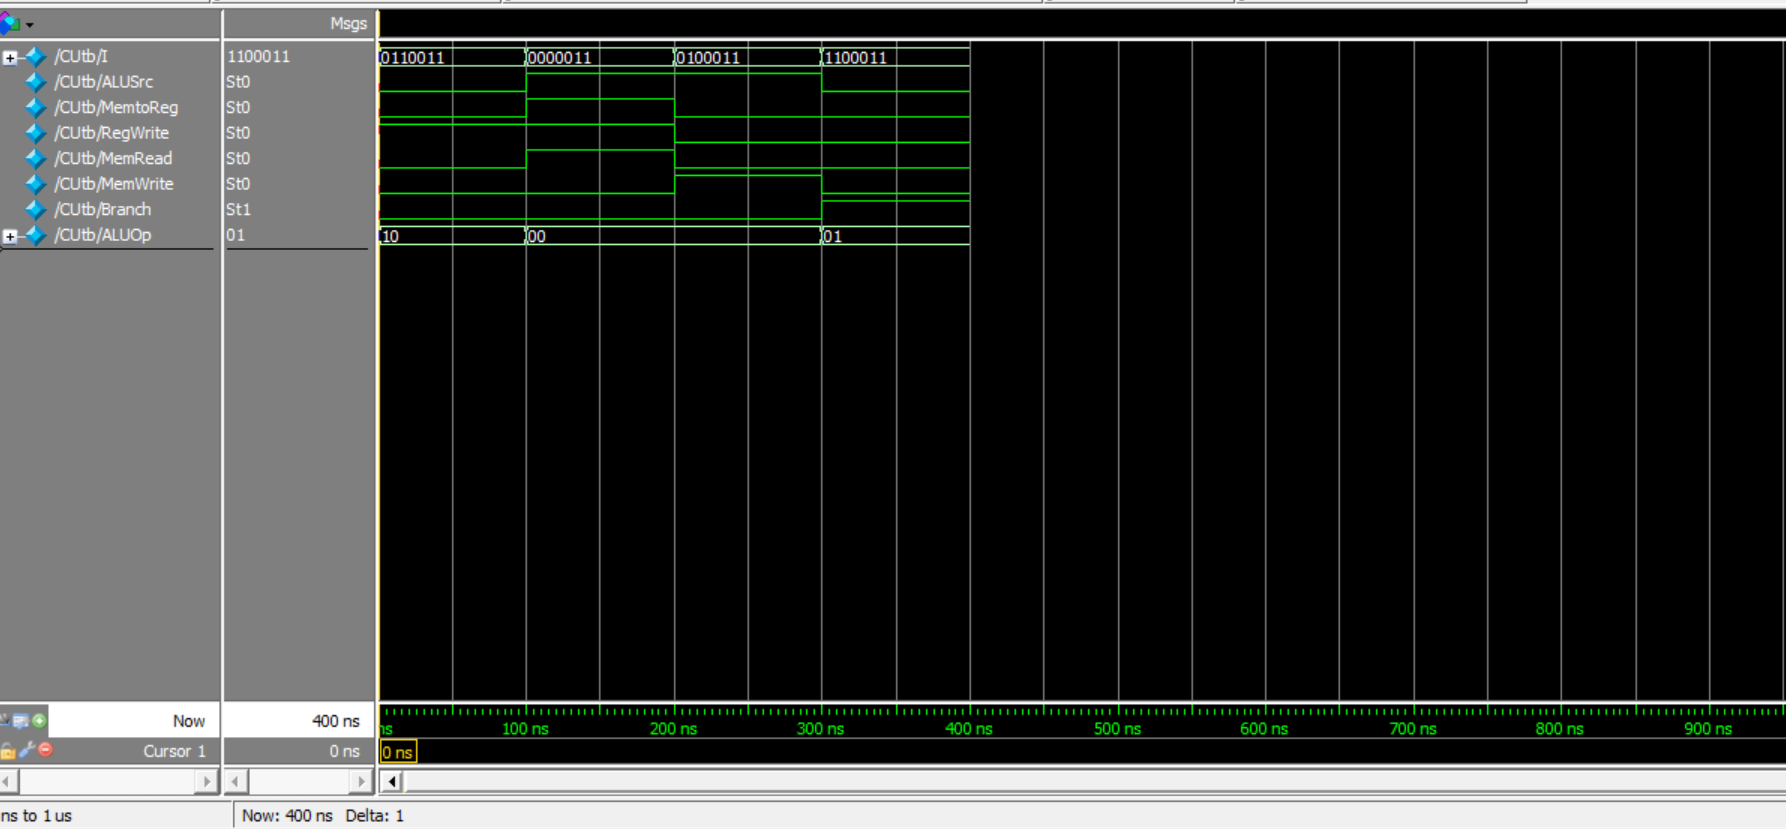 Msgs
/CUtb/I 1100011 0110011 0000011 0100011 1100011
/CUtb/ALUSrc St0
/CUtb/MemtoReg St0
/CUtb/RegWrite St0
/CUtb/MemRead St0
/CUtb/MemWrite St0
/CUtb/Branch St1
/CUtb/ALUOp 01 10 00 01
Now 400 ns ns 100 ns 200 ns 300 ns 400 ns 500 ns 600 ns 700 ns 800 ns 900 ns
Cursor 1 0 ns 0 ns
ns to 1 us Now: 400 ns Delta: 1